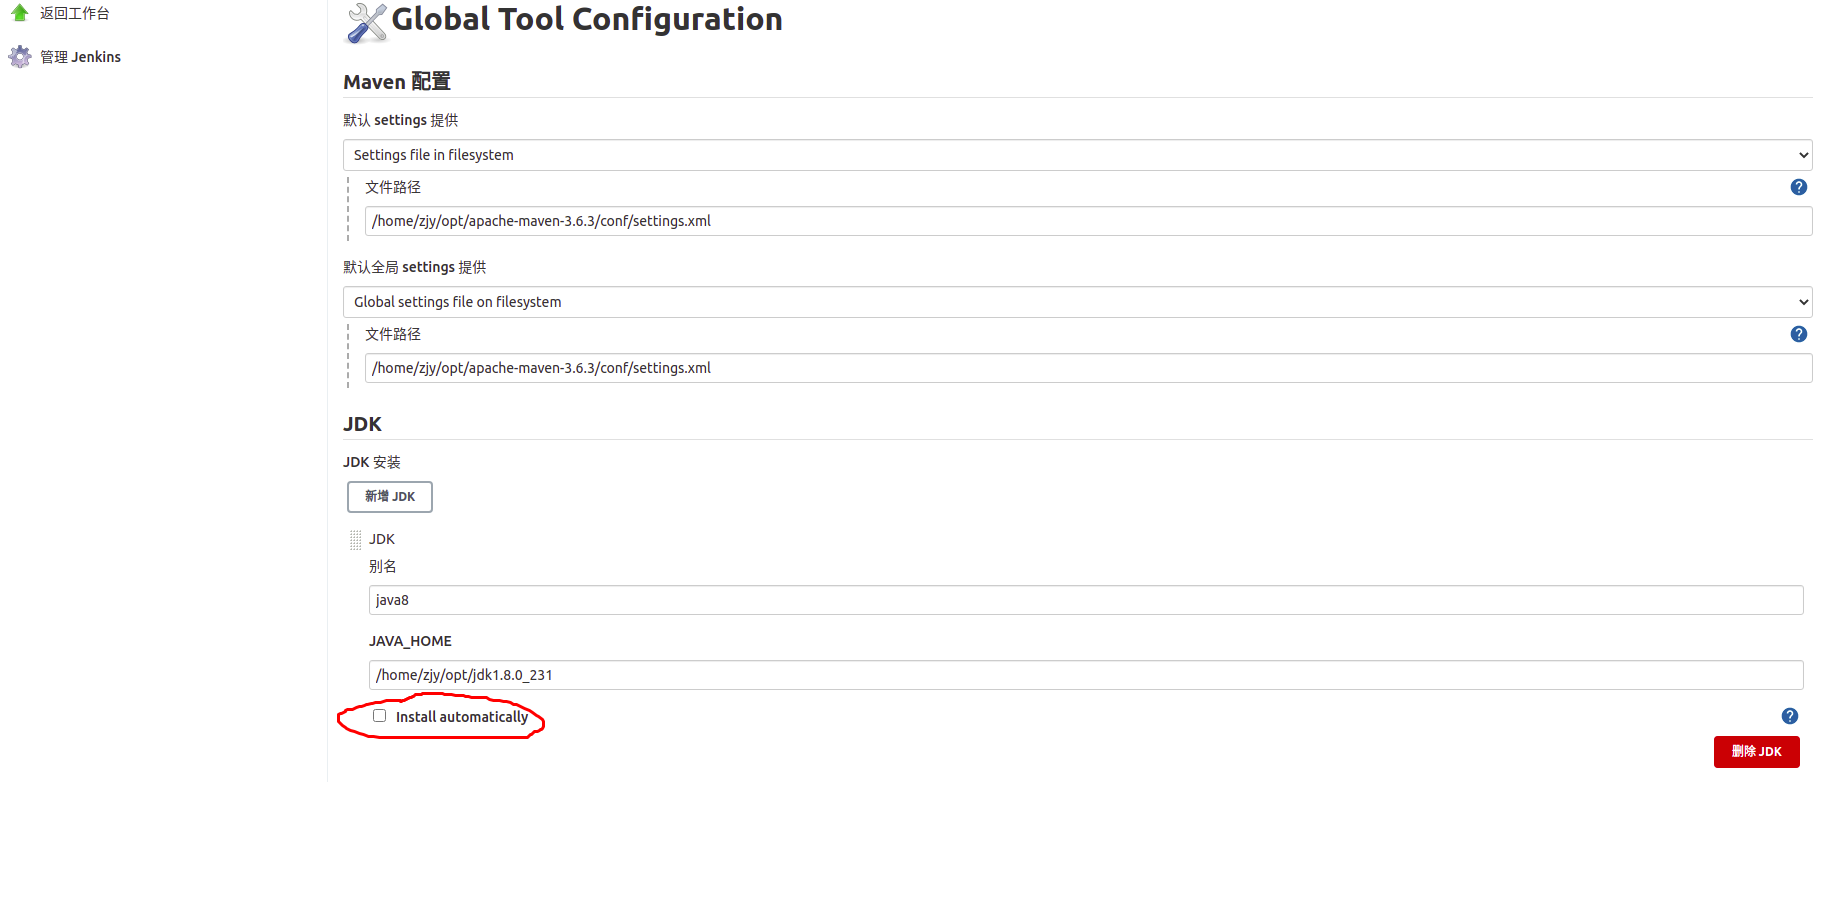 返回工作台
管理 Jenkins
Global Tool Configuration
Maven 配置
默认 settings 提供
Settings file in filesystem
文件路径
?
/home/zjy/opt/apache-maven-3.6.3/conf/settings.xml
默认全局 settings 提供
Global settings file on filesystem
文件路径
?
/home/zjy/opt/apache-maven-3.6.3/conf/settings.xml
JDK
JDK 安装
新增 JDK
JDK
别名
java8
JAVA_HOME
/home/zjy/opt/jdk1.8.0_231
Install automatically
?
删除 JDK